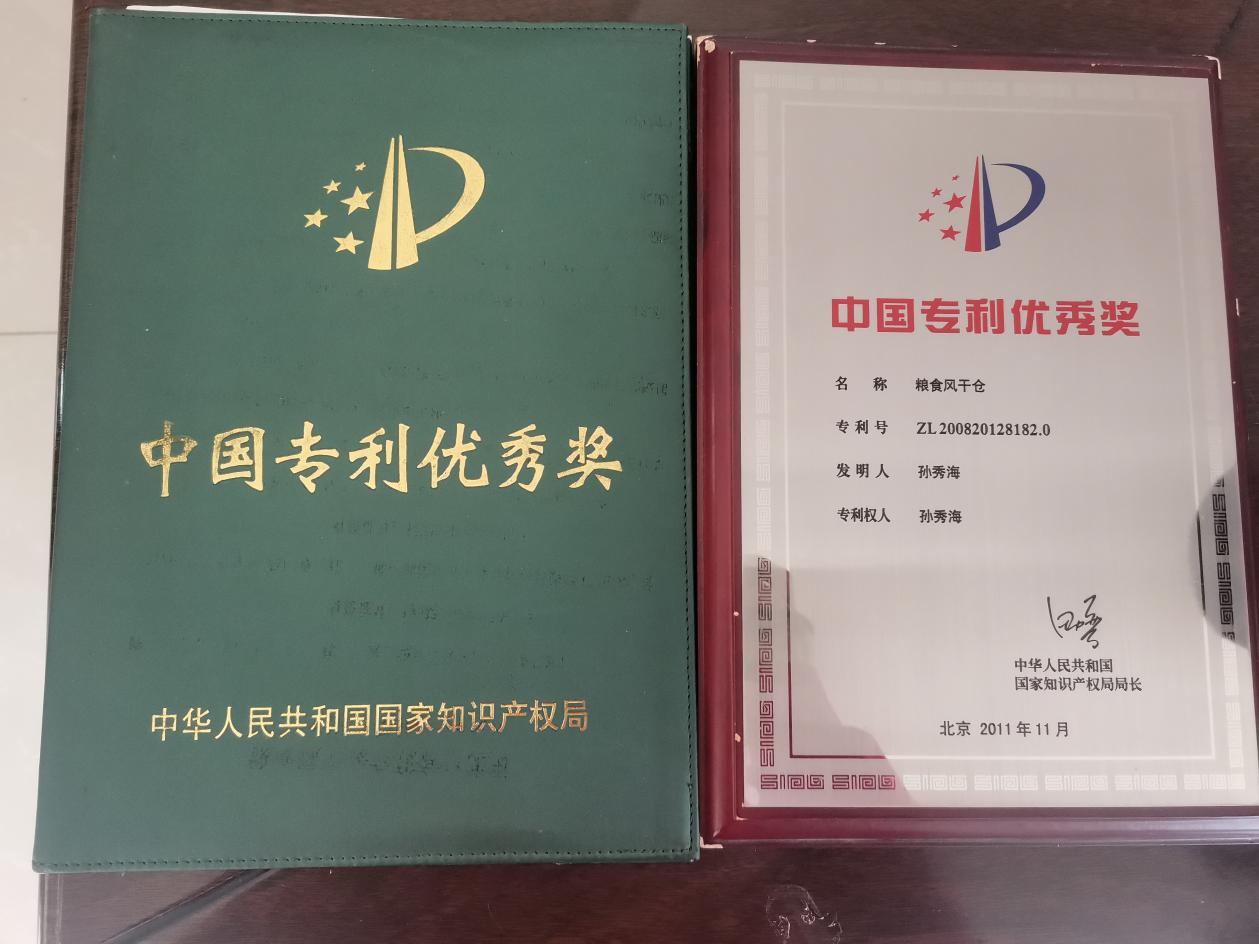 中国专利优秀奖
中华人民共和国国家知识产权局
中国专利优秀奖
名 称 粮食风干仓
专利号 ZL200820128182.0
发明人 孙秀海
专利权人 孙秀海
中华人民共和国
国家知识产权局局长
北京 2011年11月